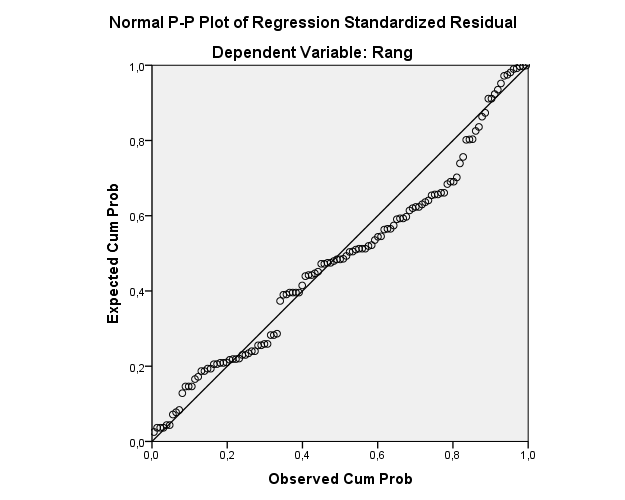 Normal P-P Plot of Regression Standardized Residual
Dependent Variable: Rang
1,0
0,8
0,6
0,4
0,2
0,0
Expected Cum Prob
0,0 0,2 0,4 0,6 0,8 1,0
Observed Cum Prob